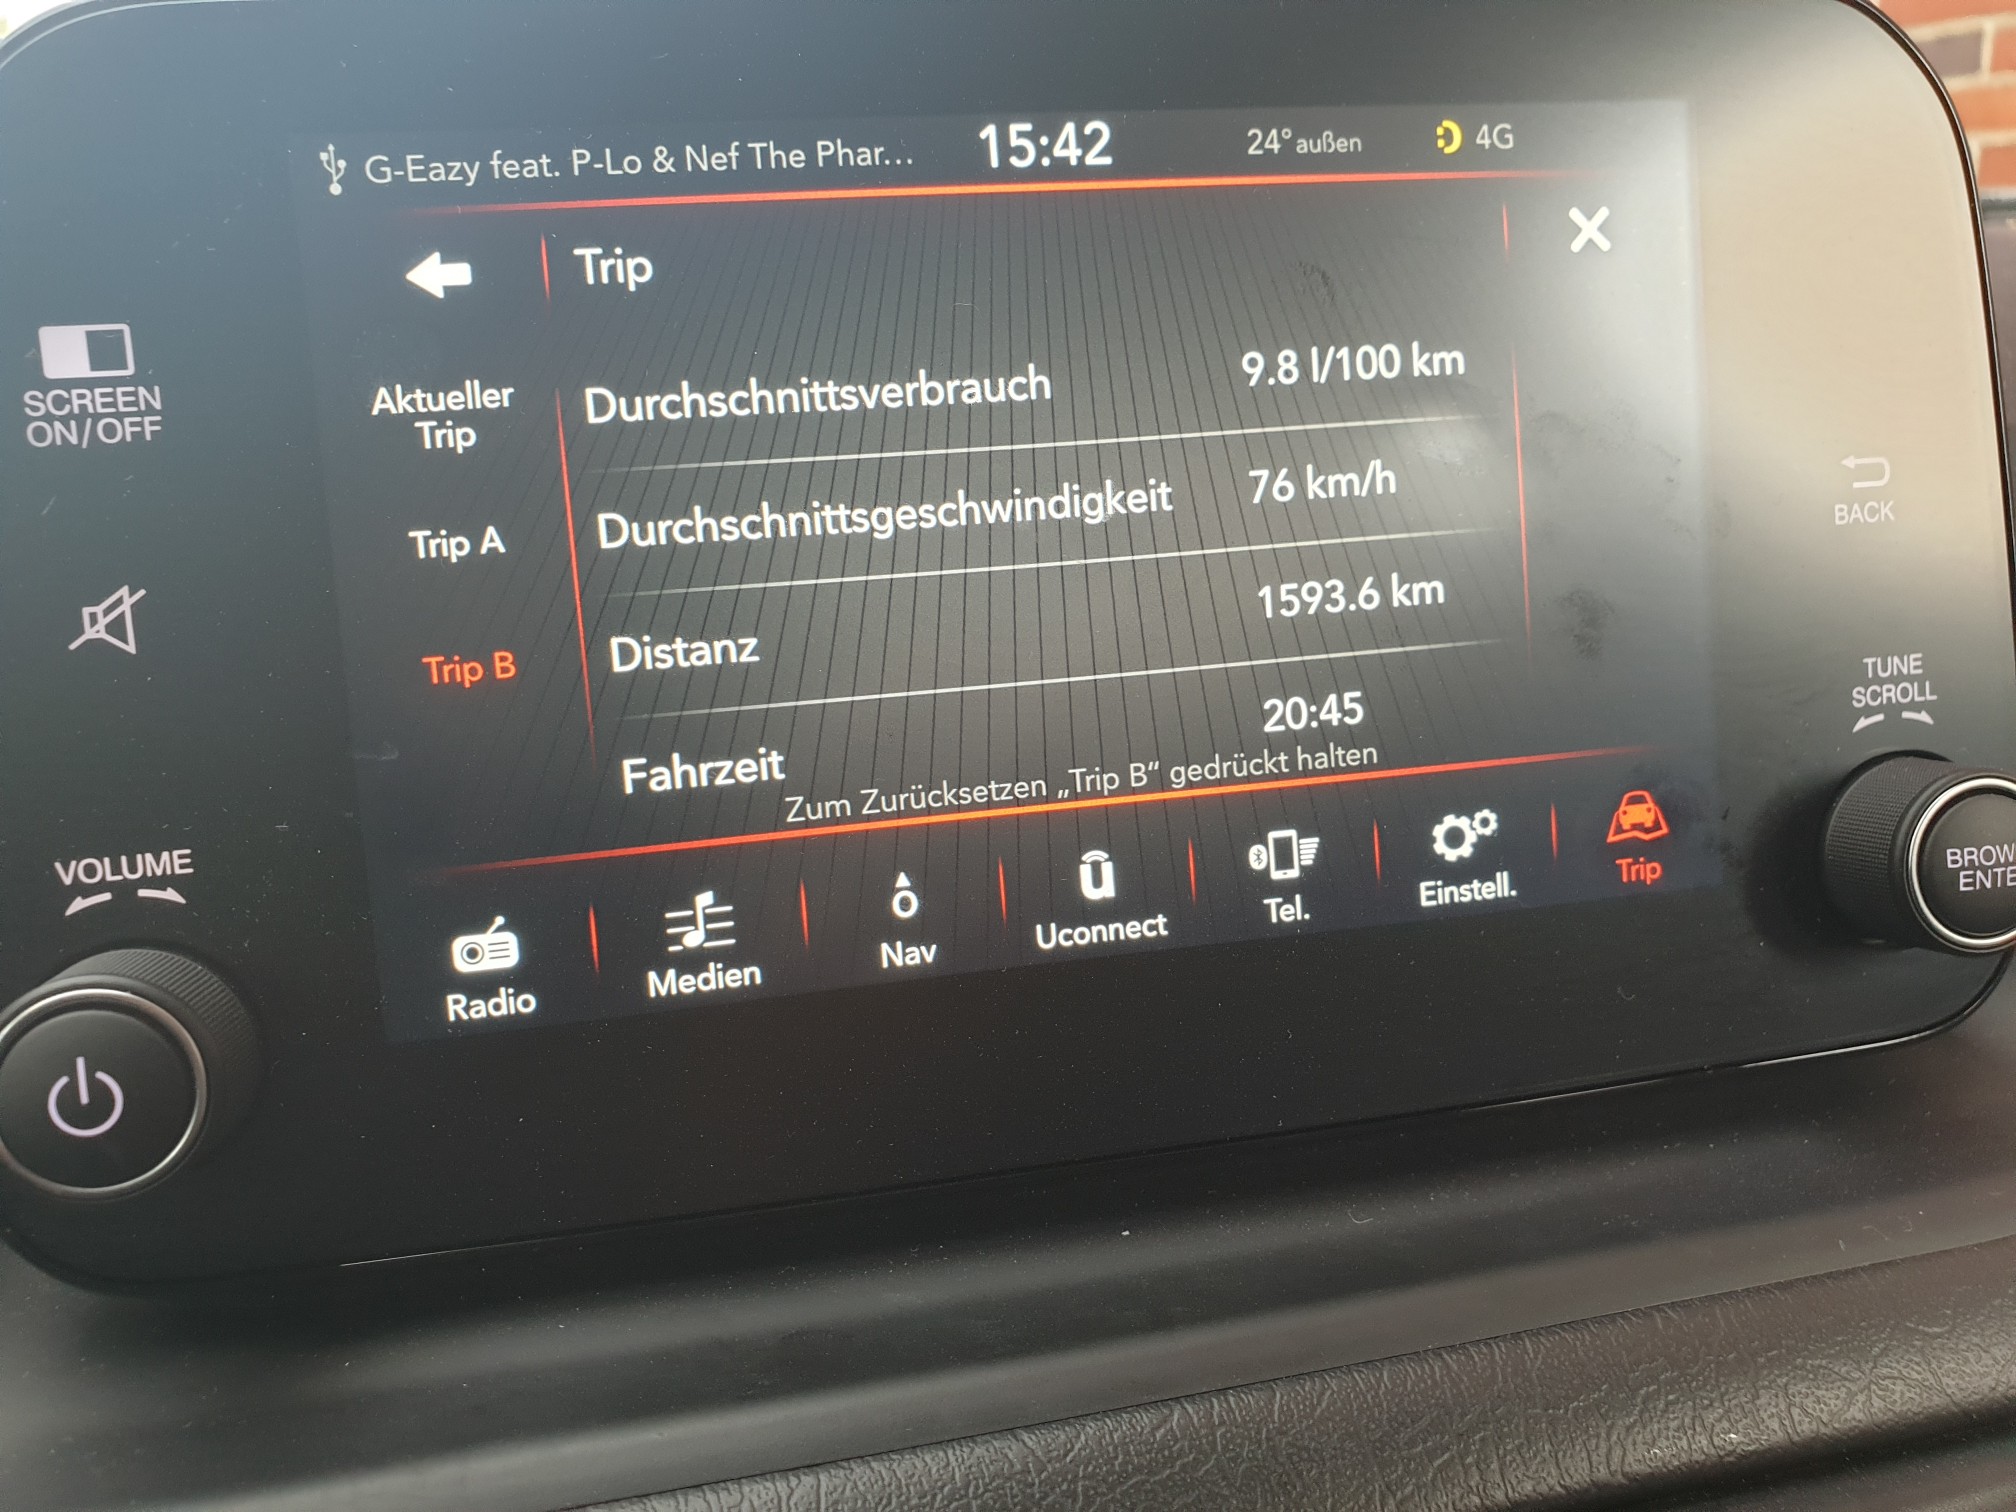 G-Eazy feat. P-Lo & Nef The Phar...
15:42
24° außen
4G
Trip
Aktueller
Trip
Trip A
Trip B
Durchschnittsverbrauch 9.8 l/100 km
Durchschnittsgeschwindigkeit 76 km/h
Distanz 1593.6 km
Fahrzeit 20:45
Zum Zurücksetzen „Trip B“ gedrückt halten
Radio
Medien
Nav
Uconnect
Tel.
Einstell.
Trip
SCREEN
ON/OFF
VOLUME
BACK
TUNE
SCROLL
BROW
ENTE